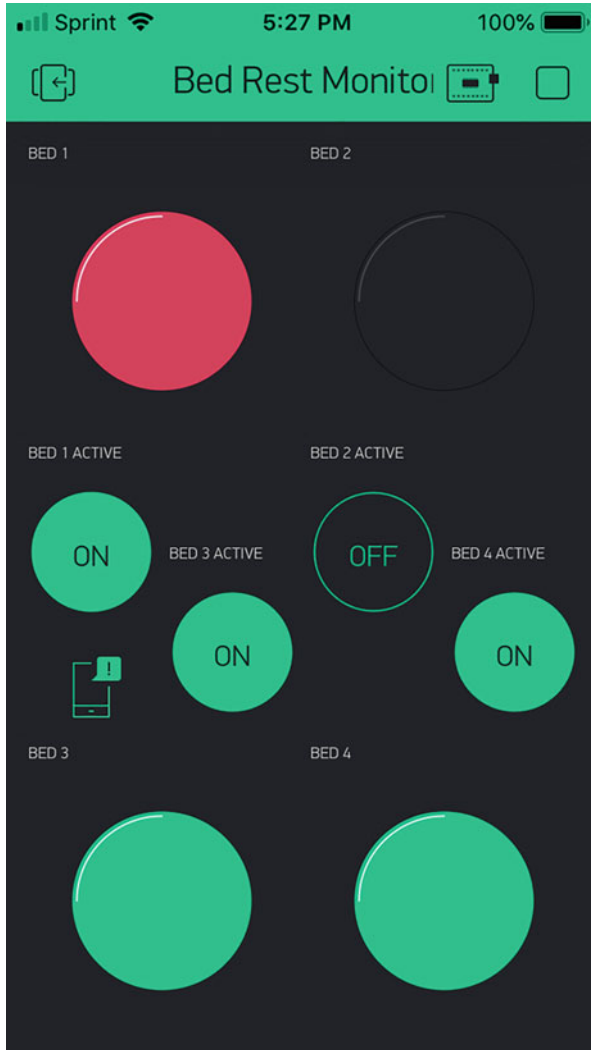 Sprint 5:27 PM 100%
Bed Rest Monito
BED 1 BED 2
BED 1 ACTIVE BED 2 ACTIVE
ON BED 3 ACTIVE OFF BED 4 ACTIVE
ON ON
BED 3 BED 4